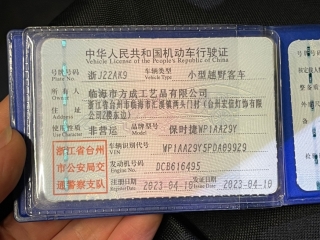 中华人民共和国机动车行驶证
Vehicle License of the People's Republic of China
号牌号码 浙J22AK9 车辆类型 小型越野客车
Plate No. Vehicle Type
所有人 临海市方成工艺品有限公司
Owner
住址 浙江省台州市临海市汇溪镇两头门村(台州宏信灯饰有限公司2楼东边)
Address
使用性质 非营运 品牌型号 保时捷WP1AA29Y
Use Character Model
浙江省台州市公安局交通警察支队
车辆识别代号 WP1AA29Y5PDA09929
VIN
发动机号码 DCB616495
Engine No.
注册日期 2023-04-10 发证日期 2023-04-10
Register Date Issue Date